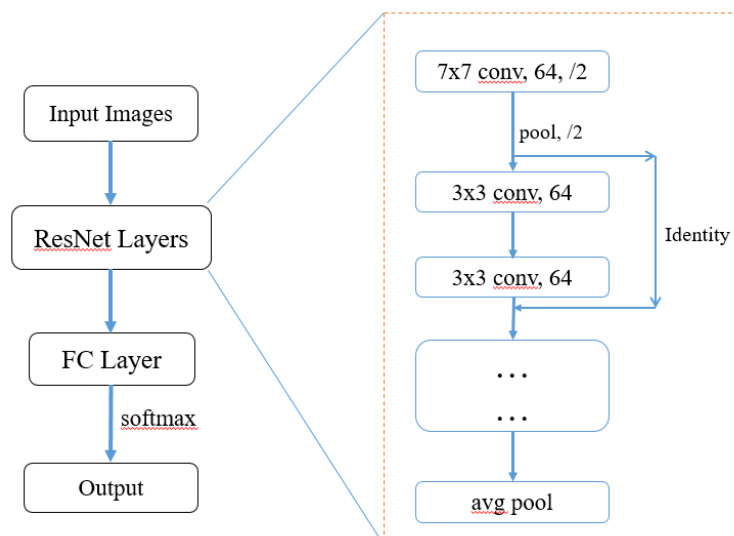 Input Images
ResNet Layers
FC Layer
softmax
Output
7x7 conv, 64, /2
pool, /2
3x3 conv, 64
Identity
3x3 conv, 64
...
...
avg pool